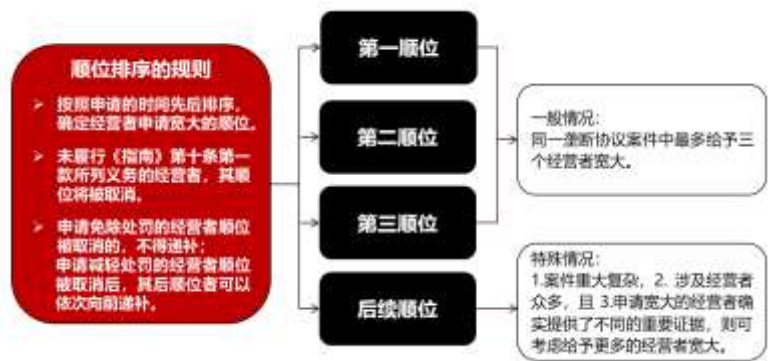 顺位排序的规则
➢ 按照申请的时间先后排序，
确定经营者申请宽大的顺位。
➢ 未履行《指南》第十条第一
款所列义务的经营者，其顺
位将被取消。
➢ 申请免除处罚的经营者顺位
被取消的，不得递补；
申请减轻处罚的经营者顺位
被取消后，其后顺位者可以
依次向前递补。
第一顺位
第二顺位
第三顺位
后续顺位
一般情况：
同一垄断协议案件中最多给予三
个经营者宽大。
特殊情况：
1.案件重大复杂，2. 涉及经营者
众多，且 3.申请宽大的经营者确
实提供了不同的重要证据，则可
考虑给予更多的经营者宽大。